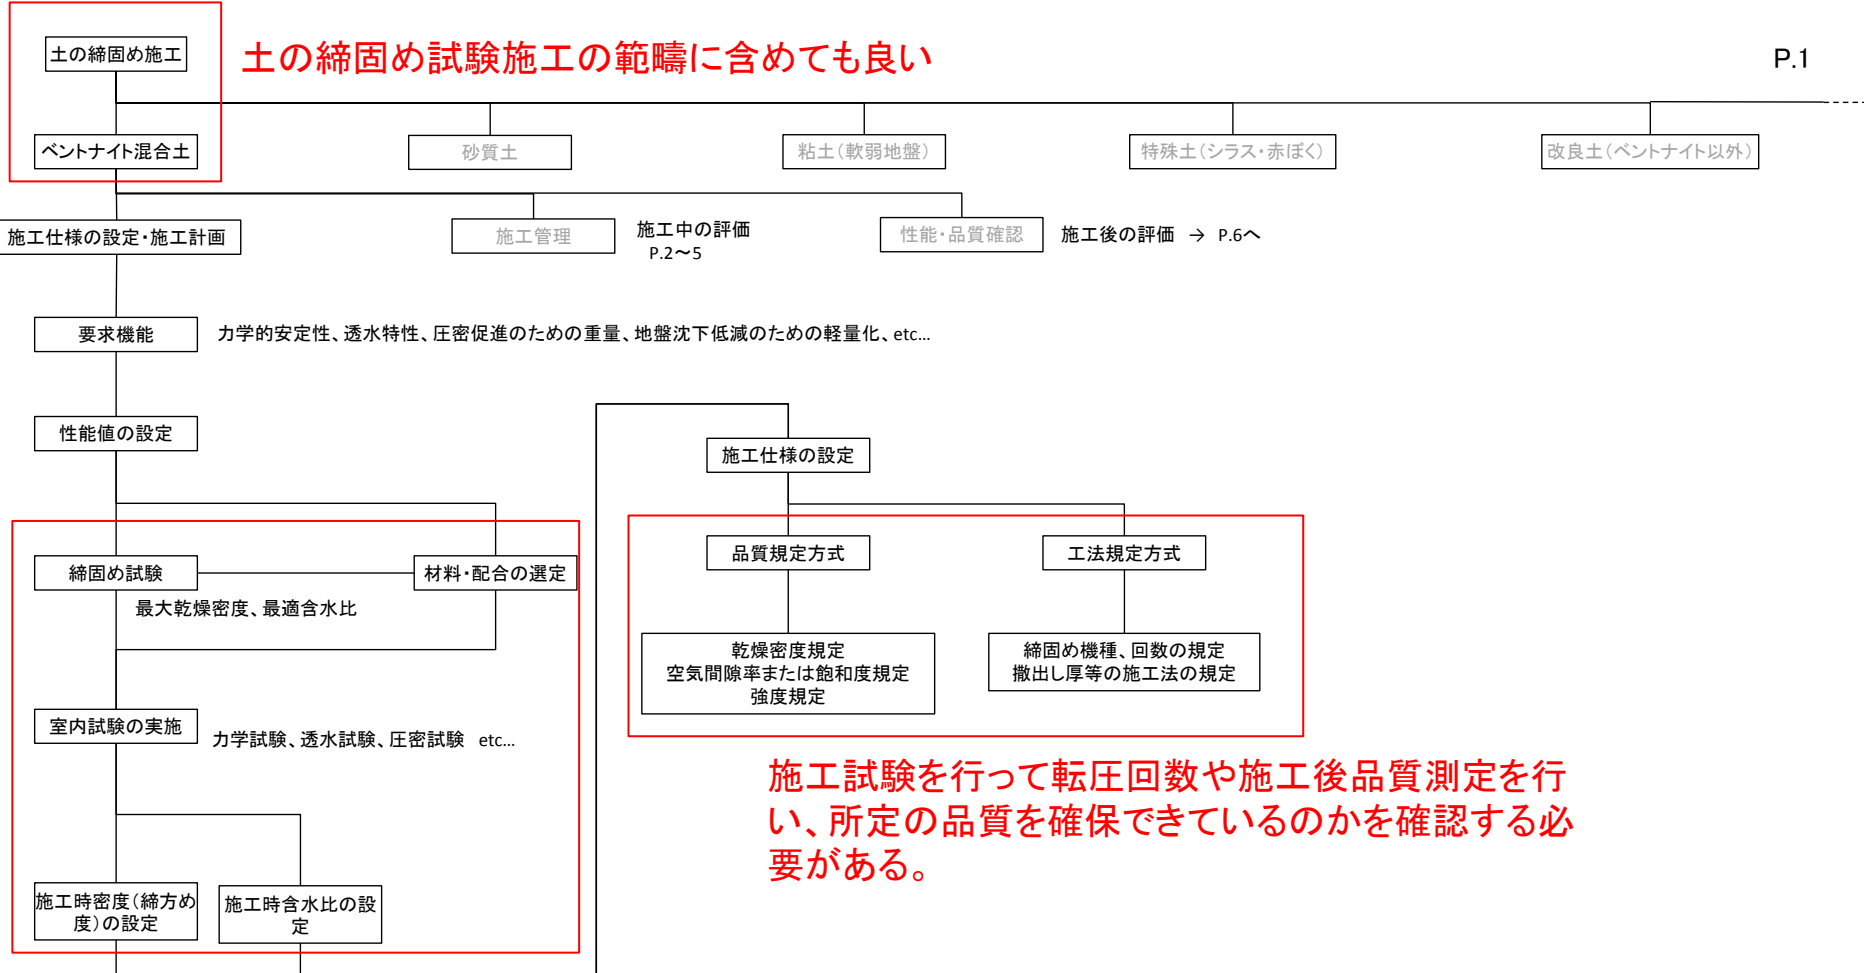 土の締固め施工
土の締固め試験施工の範疇に含めても良い
P.1
ベントナイト混合土
砂質土
粘土（軟弱地盤）
特殊土（シラス・赤ぼく）
改良土（ベントナイト以外）
施工仕様の設定・施工計画
施工管理
施工中の評価
P.2～5
性能・品質確認
施工後の評価 → P.6へ
要求機能
力学的安定性、透水特性、圧密促進のための重量、地盤沈下低減のための軽量化、etc…
性能値の設定
締固め試験
材料・配合の選定
最大乾燥密度、最適含水比
室内試験の実施
力学試験、透水試験、圧密試験 etc…
施工時密度（締方め
度）の設定
施工時含水比の設
定
施工仕様の設定
品質規定方式
工法規定方式
乾燥密度規定
空気間隙率または飽和度規定
強度規定
締固め機種、回数の規定
撒出し厚等の施工法の規定
施工試験を行って転圧回数や施工後品質測定を行
い、所定の品質を確保できているのかを確認する必
要がある。